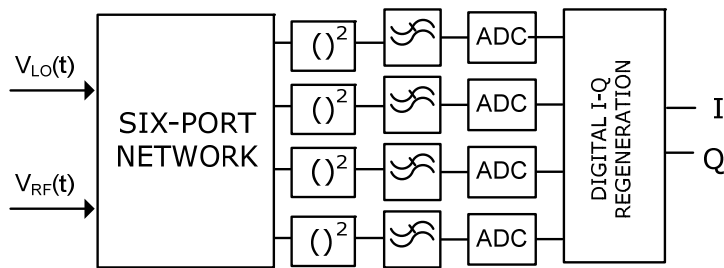 V_LO(t)
V_RF(t)
SIX-PORT
NETWORK
()²
()²
()²
()²
ADC
ADC
ADC
ADC
DIGITAL I-Q
REGENERATION
I
Q